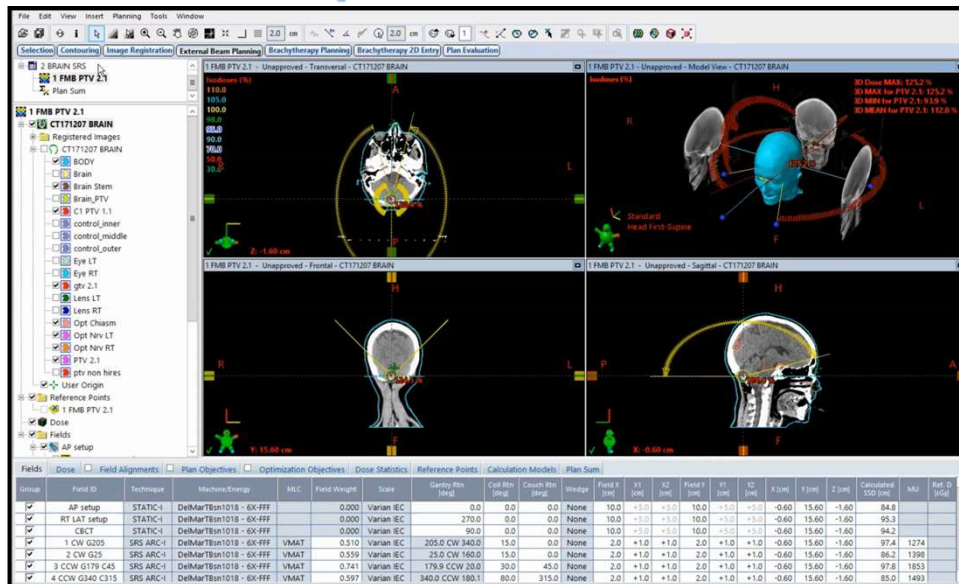 File Edit View Insert Planning Tools Window
2.0 cm 2.0 cm 1
Selection Contouring Image Registration External Beam Planning Brachytherapy Planning Brachytherapy 2D Entry Plan Evaluation
2 BRAIN SRS
1 FMB PTV 2.1
Plan Sum
1 FMB PTV 2.1
CT171207 BRAIN
Registered Images
CT171207 BRAIN
BODY
Brain
Brain Stem
Brain_PTV
C1 PTV 1.1
control_inner
control_middle
control_outer
Eye LT
Eye RT
gtv 2.1
Lens LT
Lens RT
Opt Chiasm
Opt Nrv LT
Opt Nrv RT
PTV 2.1
ptv non hires
User Origin
Reference Points
1 FMB PTV 2.1
Dose
Fields
AP setup
1 FMB PTV 2.1 - Unapproved - Transversal - CT171207 BRAIN
Isodoses [%]
110.0
105.0
100.0
98.0
95.0
90.0
70.0
50.0
30.0
A
L
P
Z: -1.60 cm
1 FMB PTV 2.1 - Unapproved - Model View - CT171207 BRAIN
Isodoses [%]
3D Dose MAX: 125.2 %
3D MAX for PTV 2.1: 125.2 %
3D MIN for PTV 2.1: 93.9 %
3D MEAN for PTV 2.1: 112.0 %
H
R
L
F
Standard
Head First-Supine
1 FMB PTV 2.1 - Unapproved - Frontal - CT171207 BRAIN
H
R
L
F
Y: 15.60 cm
1 FMB PTV 2.1 - Unapproved - Sagittal - CT171207 BRAIN
H
P
A
F
X: -0.60 cm
Fields Dose Field Alignments Plan Objectives Optimization Objectives Dose Statistics Reference Points Calculation Models Plan Sum
Group Field ID Technique Machine/Energy MLC Field Weight Scale Gantry Rtn [deg] Coll Rtn [deg] Couch Rtn [deg] Wedge Field X [cm] X1 [cm] X2 [cm] Field Y [cm] Y1 [cm] Y2 [cm] X [cm] Y [cm] Z [cm] Calculated SSD [cm] MU Ref. D [cGy]
AP setup STATIC-I DelMarTBsn1018 - 6X-FFF 0.000 Varian IEC 0.0 0.0 0.0 None 10.0 +5.0 +5.0 10.0 +5.0 +5.0 -0.60 15.60 -1.60 84.8
RT LAT setup STATIC-I DelMarTBsn1018 - 6X-FFF 0.000 Varian IEC 270.0 0.0 0.0 None 10.0 +5.0 +5.0 10.0 +5.0 +5.0 -0.60 15.60 -1.60 95.3
CBCT STATIC-I DelMarTBsn1018 - 6X-FFF 0.000 Varian IEC 90.0 0.0 0.0 None 10.0 +5.0 +5.0 10.0 +5.0 +5.0 -0.60 15.60 -1.60 94.2
1 CW G205 SRS ARC-I DelMarTBsn1018 - 6X-FFF VMAT 0.510 Varian IEC 205.0 CW 340.0 15.0 0.0 None 2.0 +1.0 +1.0 2.0 +1.0 +1.0 -0.60 15.60 -1.60 97.4 1274
2 CW G25 SRS ARC-I DelMarTBsn1018 - 6X-FFF VMAT 0.559 Varian IEC 25.0 CW 160.0 15.0 0.0 None 2.0 +1.0 +1.0 2.0 +1.0 +1.0 -0.60 15.60 -1.60 86.2 1398
3 CCW G179 C45 SRS ARC-I DelMarTBsn1018 - 6X-FFF VMAT 0.741 Varian IEC 179.9 CCW 20.0 30.0 45.0 None 2.0 +1.0 +1.0 2.0 +1.0 +1.0 -0.60 15.60 -1.60 97.8 1853
4 CCW G340 C315 SRS ARC-I DelMarTBsn1018 - 6X-FFF VMAT 0.597 Varian IEC 340.0 CCW 180.1 80.0 315.0 None 2.0 +1.0 +1.0 2.0 +1.0 +1.0 -0.60 15.60 -1.60 85.0 1493